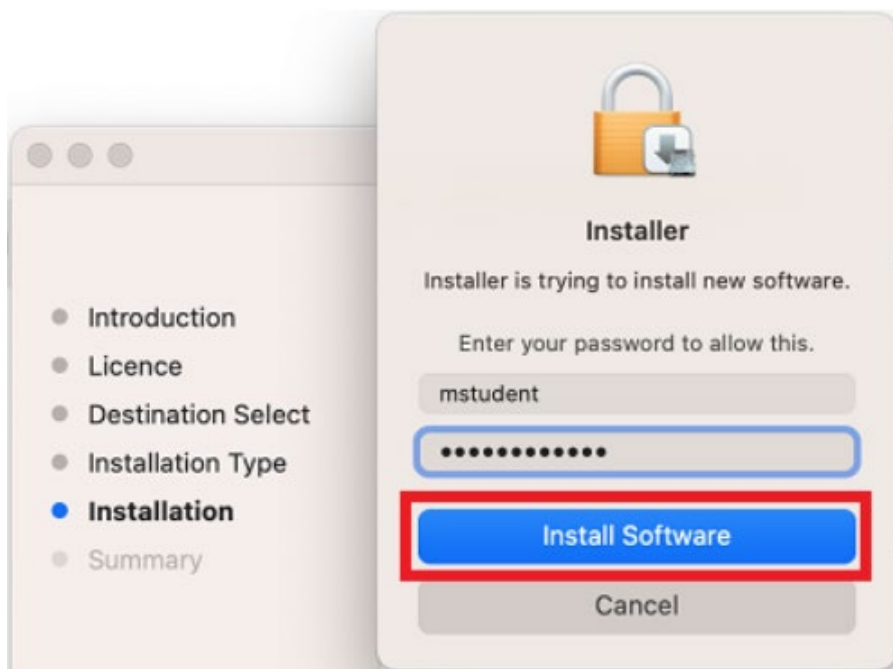 Introduction
Licence
Destination Select
Installation Type
Installation
Summary
Installer
Installer is trying to install new software.
Enter your password to allow this.
mstudent
••••••••••••
Install Software
Cancel